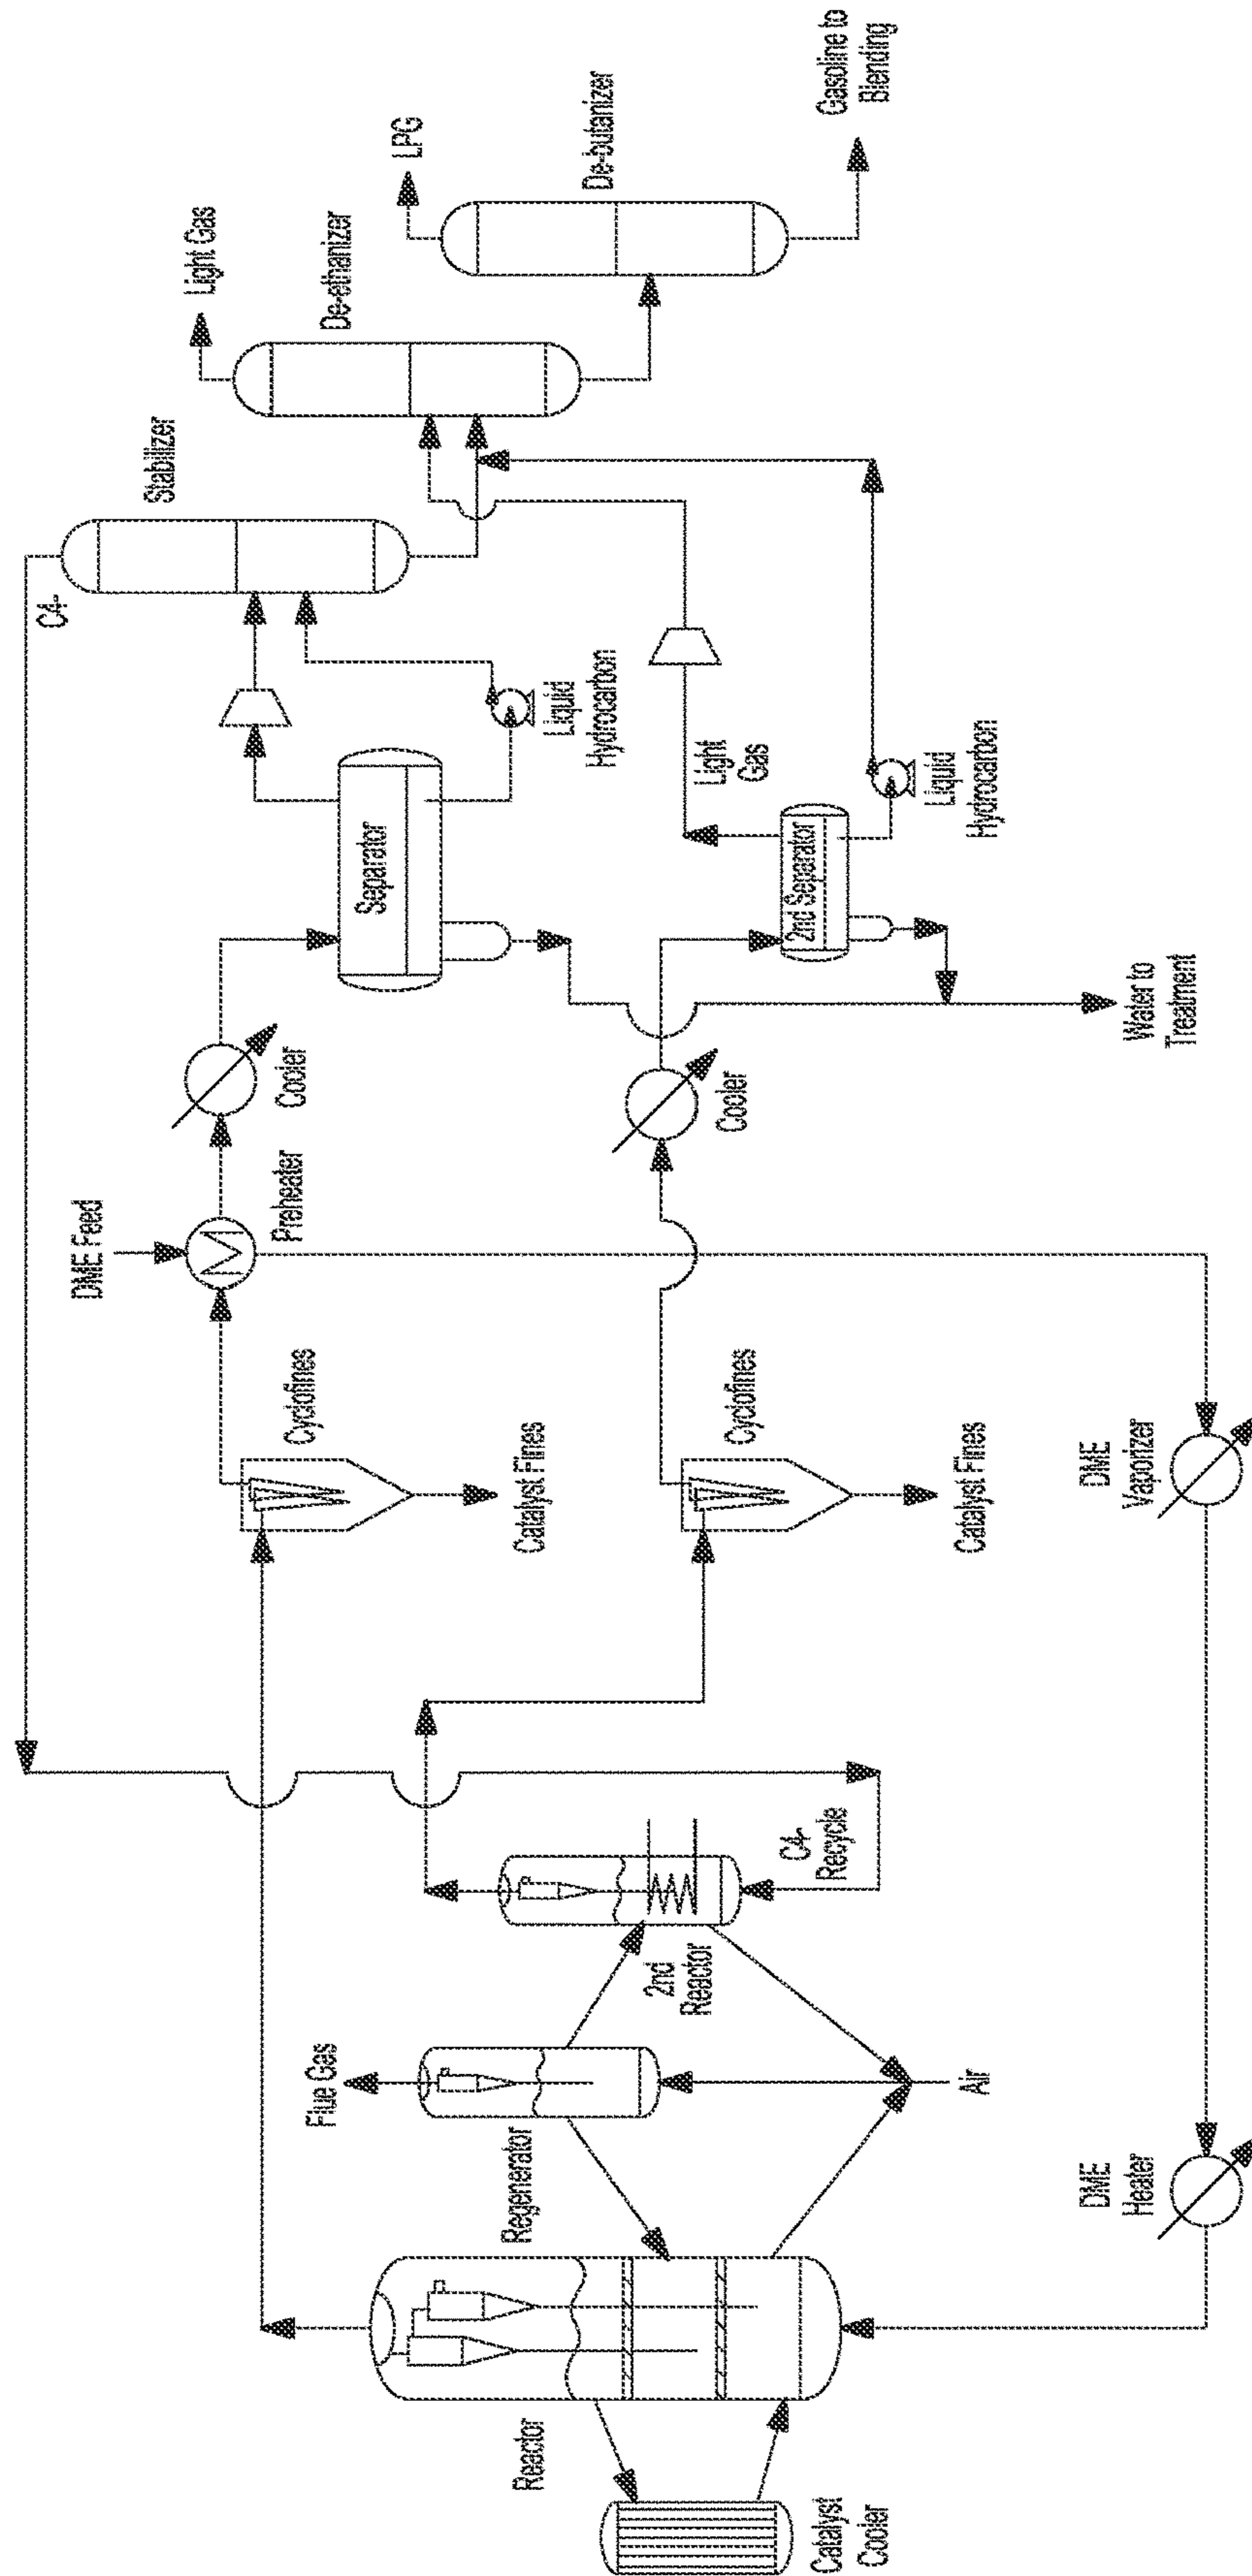 C4-
DME Feed
Stabilizer
Light Gas
Preheater
Cooler
Cyclofines
Flue Gas
De-ethanizer
Separator
LPG
Reactor
Regenerator
Catalyst Fines
Liquid
Hydrocarbon
De-butanizer
2nd
Reactor
Light
Gas
Cooler
Cyclofines
C4-
Recycle
2nd Separator
Catalyst
Cooler
Gasoline to
Blending
Liquid
Hydrocarbon
Catalyst Fines
Air
DME
Heater
DME
Vaporizer
Water to
Treatment